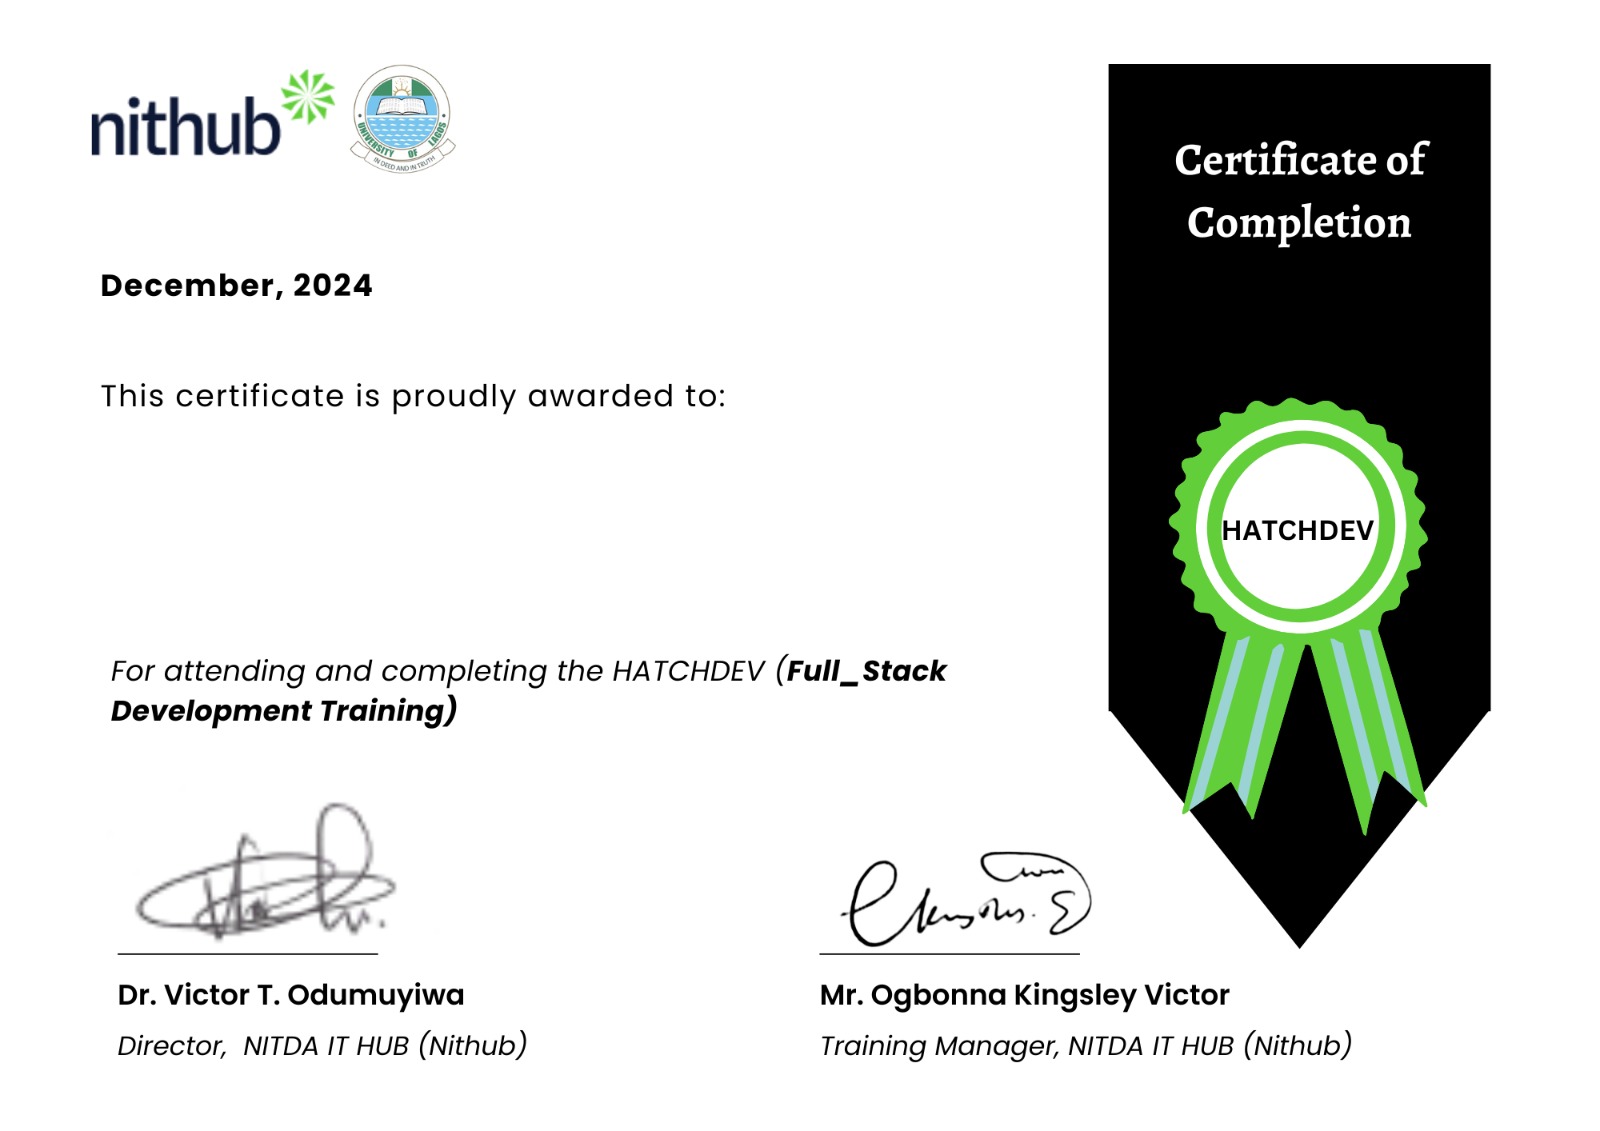 nithub
UNIVERSITY OF LAGOS
IN DEED AND IN TRUTH
Certificate of
Completion
December, 2024
This certificate is proudly awarded to:
HATCHDEV
For attending and completing the HATCHDEV (Full_Stack
Development Training)
Dr. Victor T. Odumuyiwa
Director, NITDA IT HUB (Nithub)
Mr. Ogbonna Kingsley Victor
Training Manager, NITDA IT HUB (Nithub)